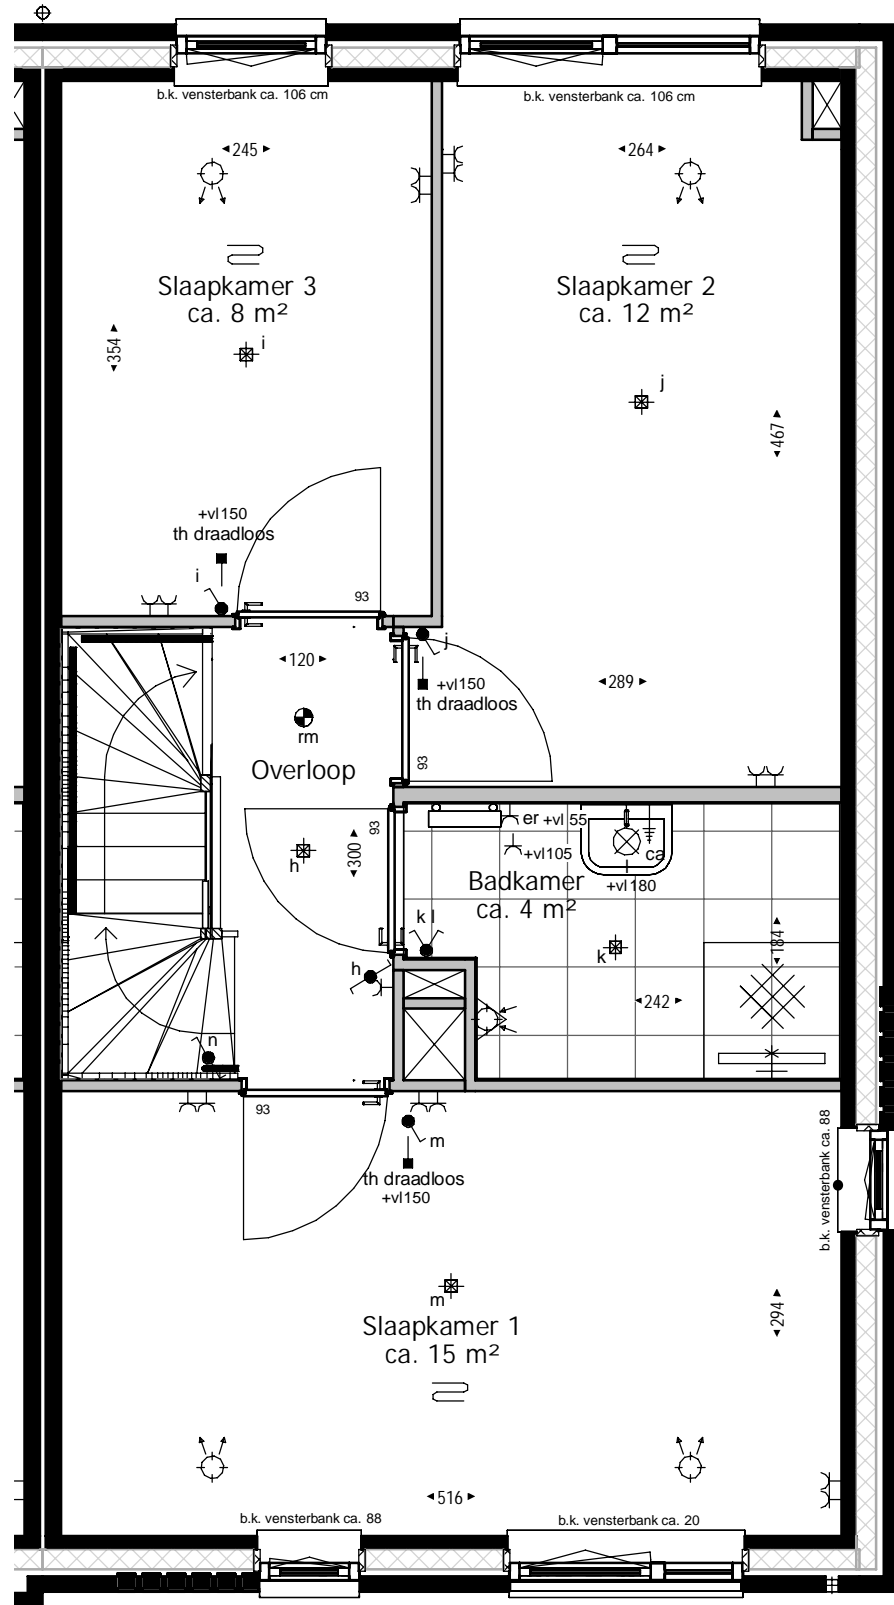 b.k. vensterbank ca. 106 cm
b.k. vensterbank ca. 106 cm
245
264
Slaapkamer 3
ca. 8 m²
Slaapkamer 2
ca. 12 m²
354
i
j
467
+vl150
th draadloos
i
93
j
120
+vl150
th draadloos
289
rm
Overloop
93
93
er +vl 55
h
300
+vl105
ca
Badkamer
ca. 4 m²
+vl180
k l
k
184
h
242
n
93
m
th draadloos
+vl150
b.k. vensterbank ca. 88
m
Slaapkamer 1
ca. 15 m²
294
516
b.k. vensterbank ca. 88
b.k. vensterbank ca. 20